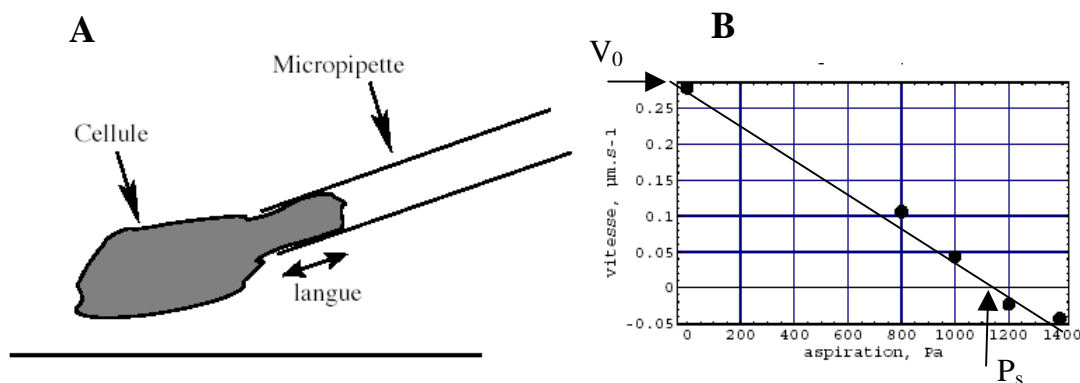 A
Micropipette
Cellule
langue
B
V₀
0.25
0.2
0.15
0.1
0.05
0
-0.05
vitesse, µm.s-1
0 200 400 600 800 1000 1200 1400
aspiration, Pa
Pₛ